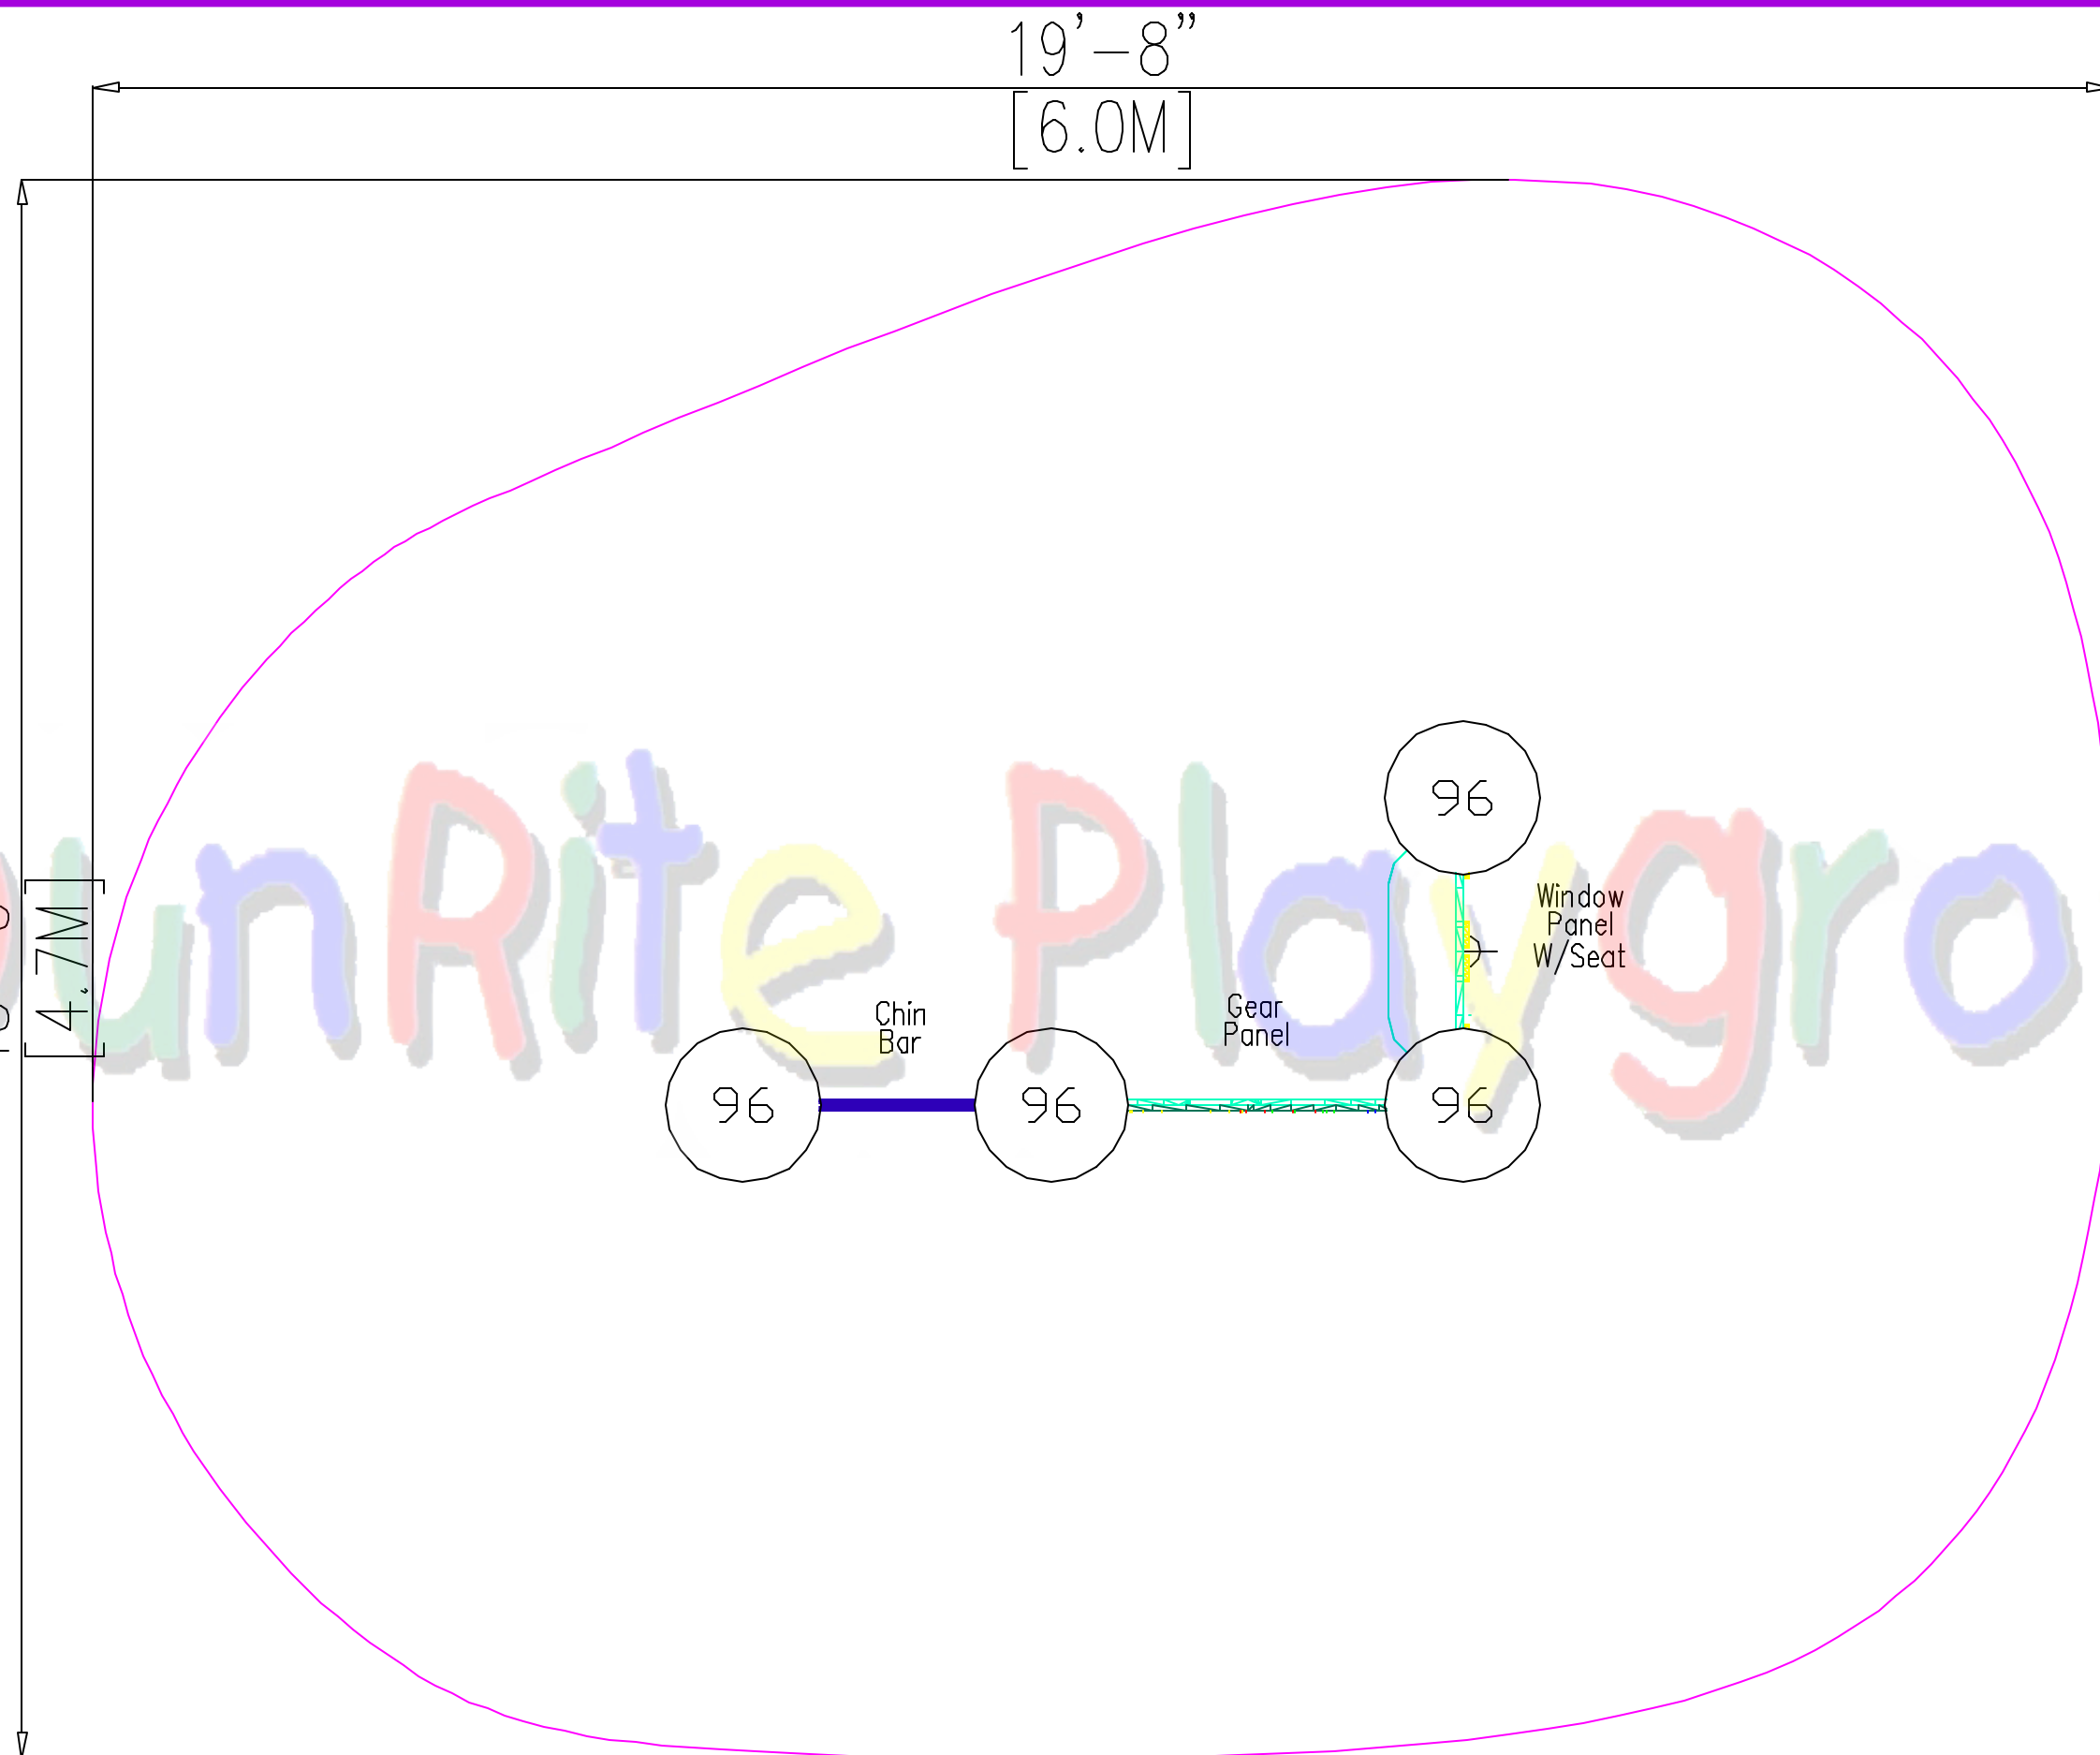 19'-8"
[6.0M]
[4.7M]
unRite Playgro
96
Window
Panel
W/Seat
Chin
Bar
Gear
Panel
96
96
96